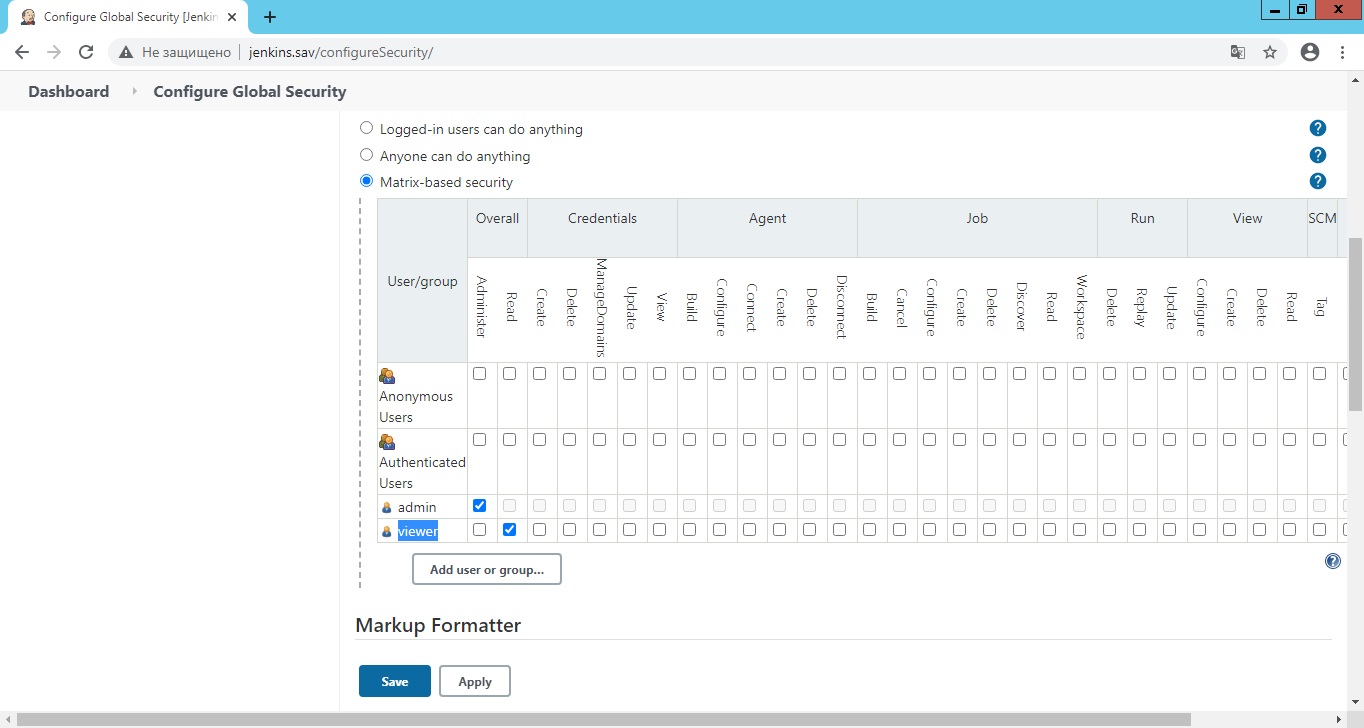 Configure Global Security [Jenkin
Не защищено
jenkins.sav/configureSecurity/
Dashboard
Configure Global Security
Logged-in users can do anything
Anyone can do anything
Matrix-based security
User/group
Overall
Credentials
Agent
Job
Run
View
SCM
Administer
Read
Create
Delete
ManageDomains
Update
View
Build
Configure
Connect
Create
Delete
Disconnect
Build
Cancel
Configure
Create
Delete
Discover
Read
Workspace
Delete
Replay
Update
Configure
Create
Delete
Read
Tag
Anonymous
Users
Authenticated
Users
admin
viewer
Add user or group...
Markup Formatter
Save
Apply